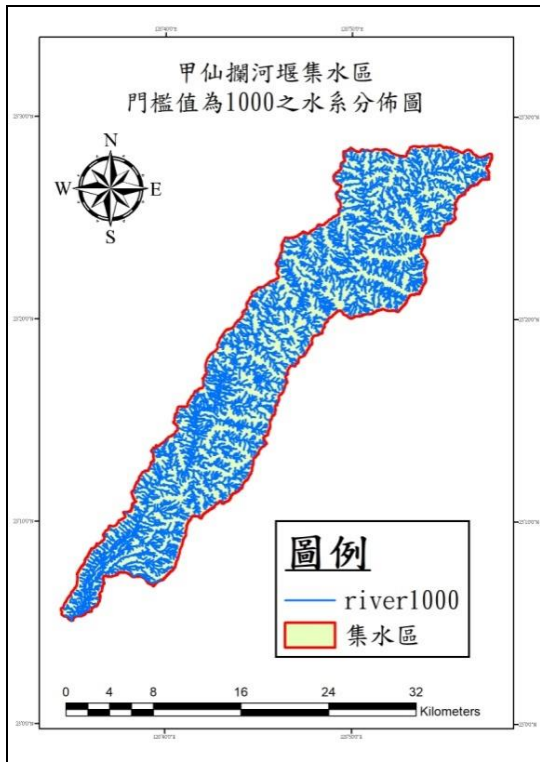 甲仙攔河堰集水區
門檻值為1000之水系分佈圖
N
W E
S
圖例
river1000
集水區
0 4 8 16 24 32
Kilometers